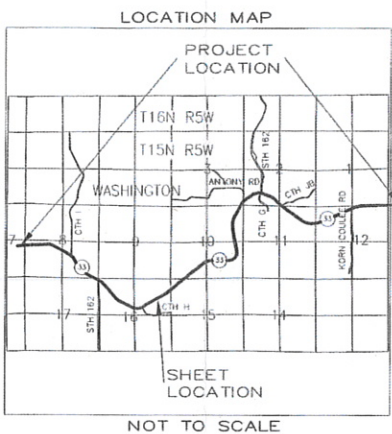 LOCATION MAP
PROJECT
LOCATION
T16N R5W
T15N R5W
STH 162
3
2
1
ANTONY RD
WASHINGTON
CTH JB
CTH I
CTH G
KORN COULEE RD
33
7
8
9
10
11
12
33
33
17
STH 162
16
CTH H
15
14
SHEET
LOCATION
NOT TO SCALE